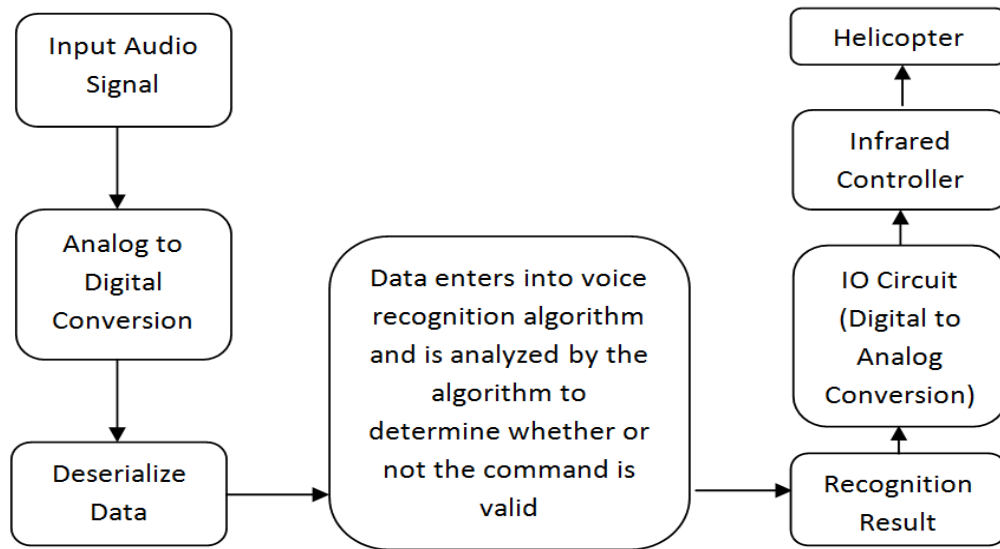 Input Audio
Signal
Analog to
Digital
Conversion
Deserialize
Data
Data enters into voice
recognition algorithm
and is analyzed by the
algorithm to
determine whether or
not the command is
valid
Recognition
Result
IO Circuit
(Digital to
Analog
Conversion)
Infrared
Controller
Helicopter